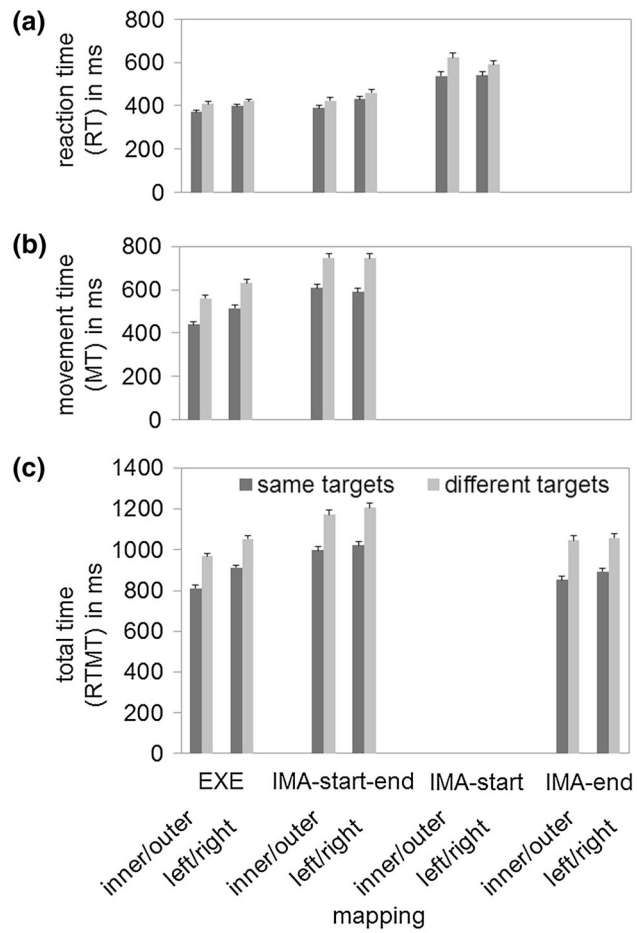 (a)
reaction time
(RT) in ms
800
600
400
200
0
(b)
movement time
(MT) in ms
800
600
400
200
0
(c)
total time
(RTMT) in ms
1400
1200
1000
800
600
400
200
0
same targets different targets
EXE IMA-start-end IMA-start IMA-end
inner/outer left/right inner/outer left/right inner/outer left/right inner/outer left/right
mapping